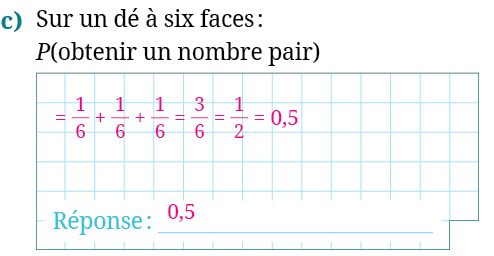 c) Sur un dé à six faces :
P(obtenir un nombre pair)
= 1/6 + 1/6 + 1/6 = 3/6 = 1/2 = 0,5
Réponse : 0,5